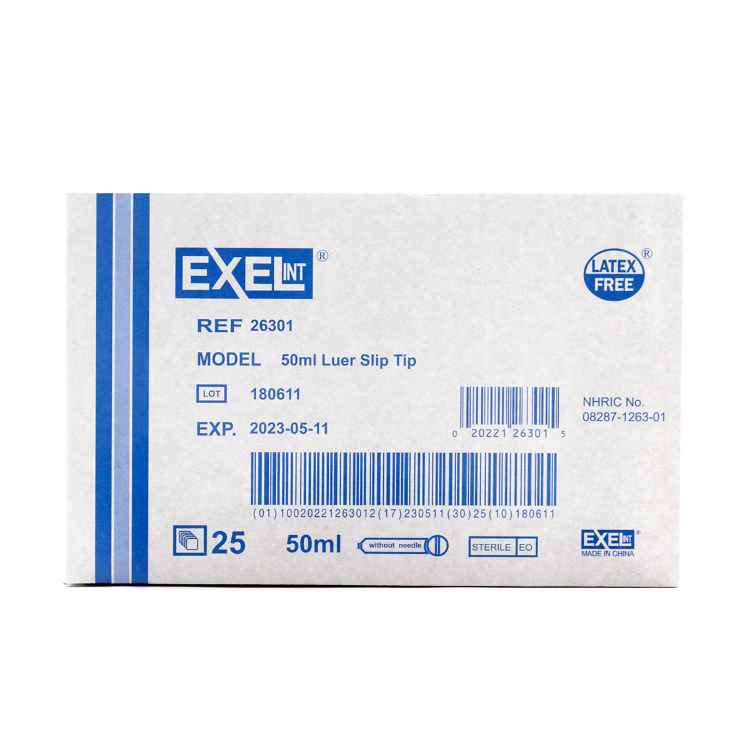 EXELINT®
LATEX
FREE
®
REF 26301
MODEL 50ml Luer Slip Tip
LOT 180611
EXP. 2023-05-11
0 20221 26301 5
NHRIC No.
08287-1263-01
(01)10020221263012(17)230511(30)25(10)180611
25 50ml without needle STERILE EO
EXELINT
MADE IN CHINA